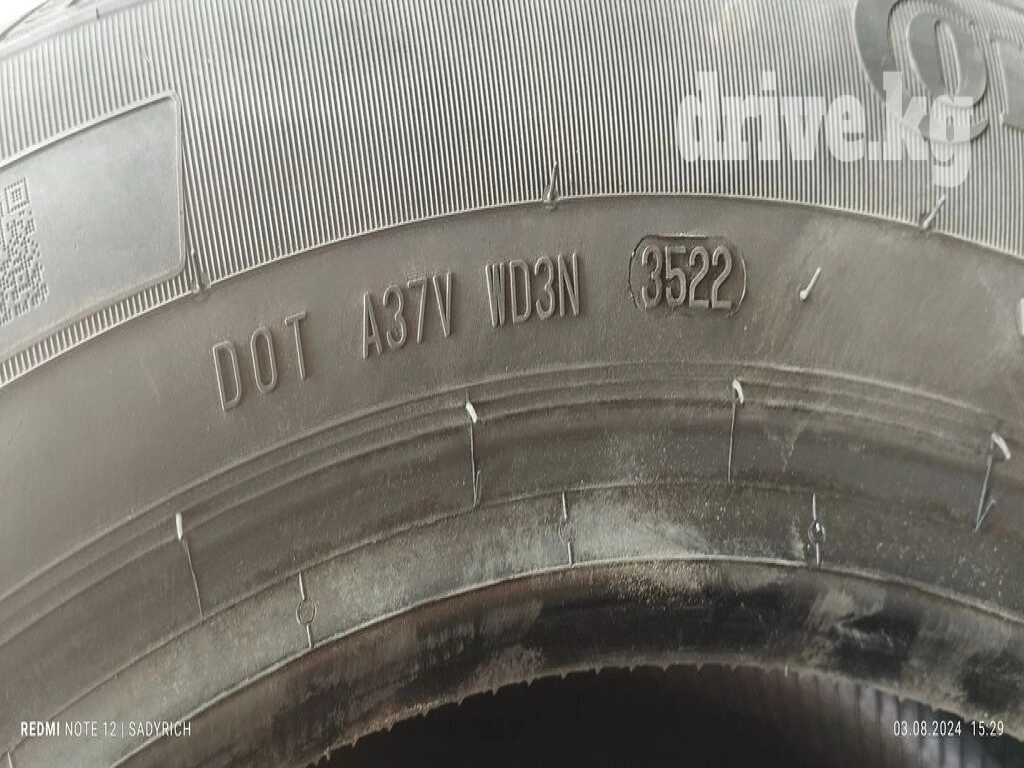 drive.kg
DOT A37V WD3N 3522
REDMI NOTE 12 | SADYRICH
03.08.2024 15:29